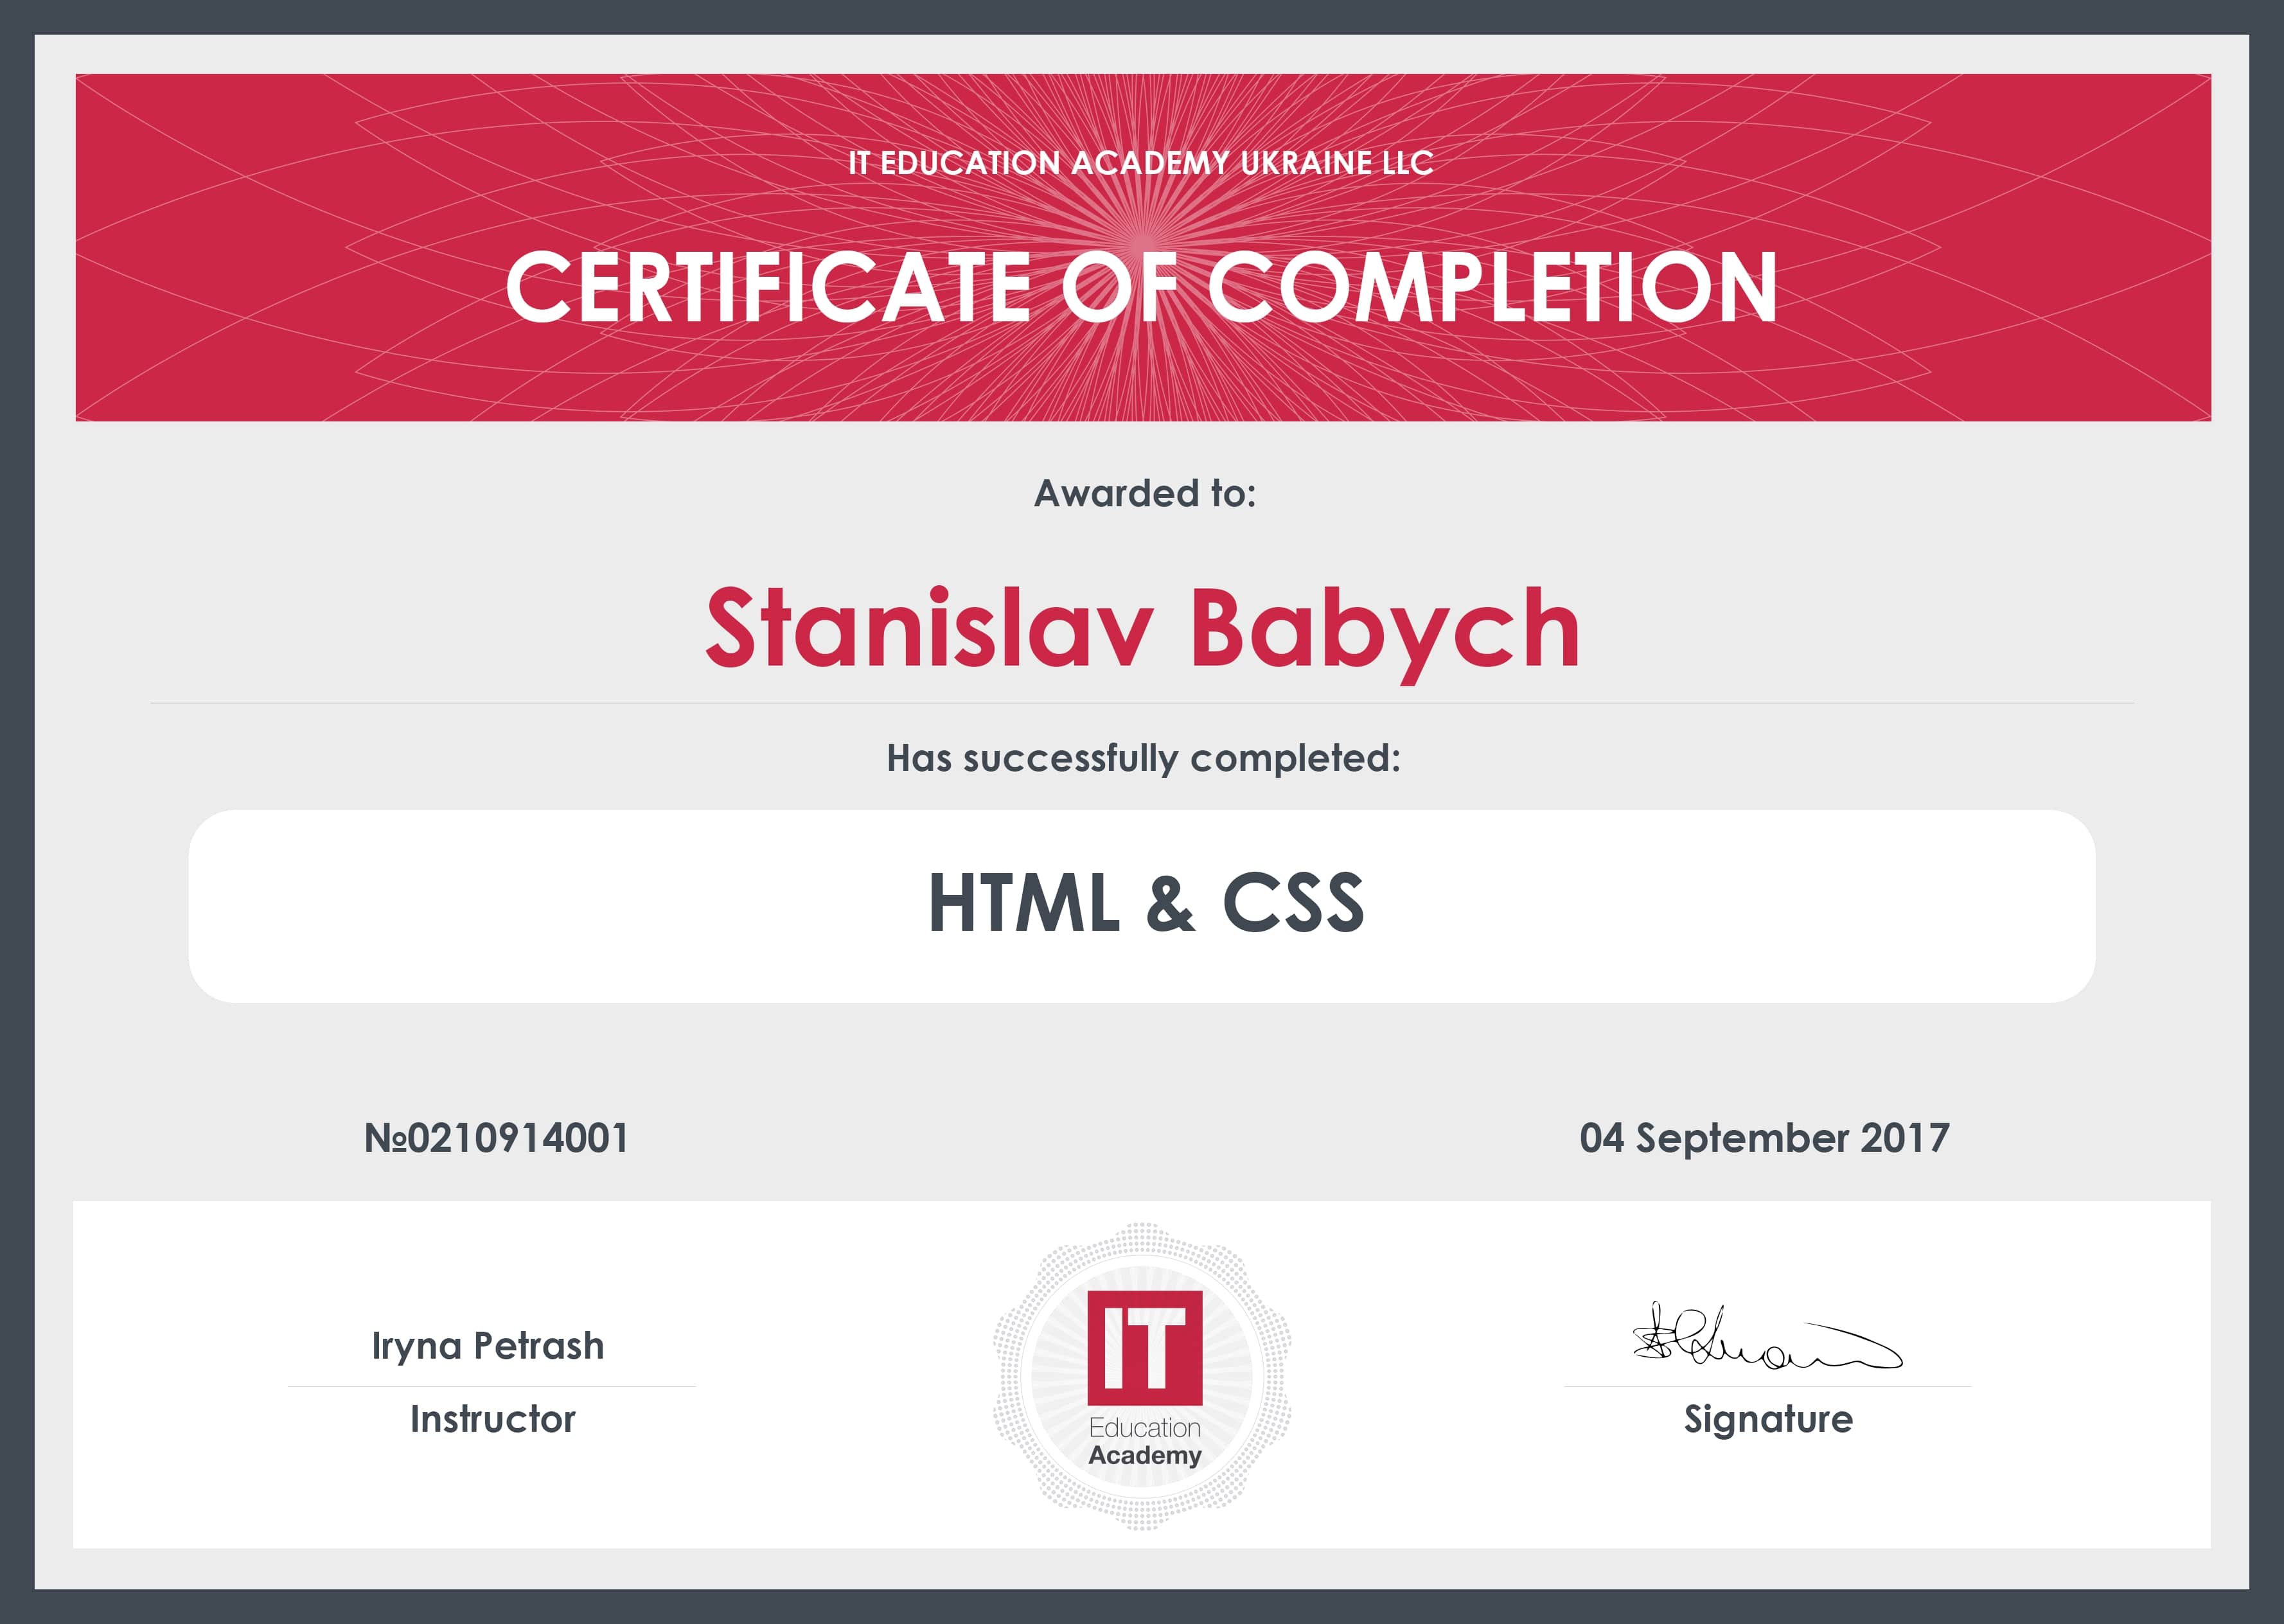 IT EDUCATION ACADEMY UKRAINE LLC
CERTIFICATE OF COMPLETION
Awarded to:
Stanislav Babych
Has successfully completed:
HTML & CSS
№0210914001
04 September 2017
Iryna Petrash
Instructor
IT
Education
Academy
Signature